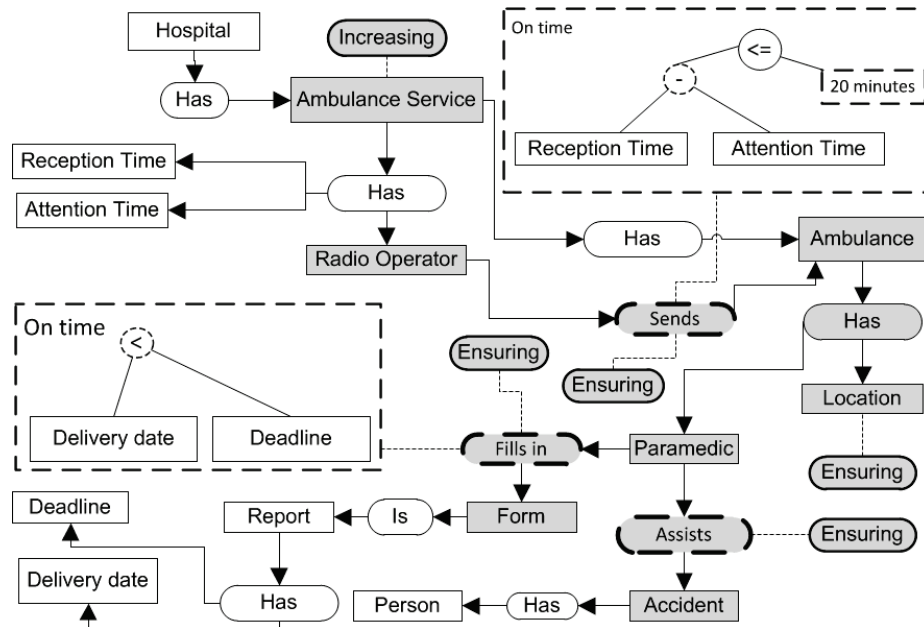 Hospital
Increasing
On time
<=
Has
Ambulance Service
-
20 minutes
Reception Time
Attention Time
Reception Time
Has
Attention Time
Has
Ambulance
Radio Operator
On time
Sends
Has
<
Ensuring
Ensuring
Location
Delivery date
Deadline
Fills in
Paramedic
Ensuring
Deadline
Report
Is
Form
Assists
Ensuring
Delivery date
Has
Person
Has
Accident